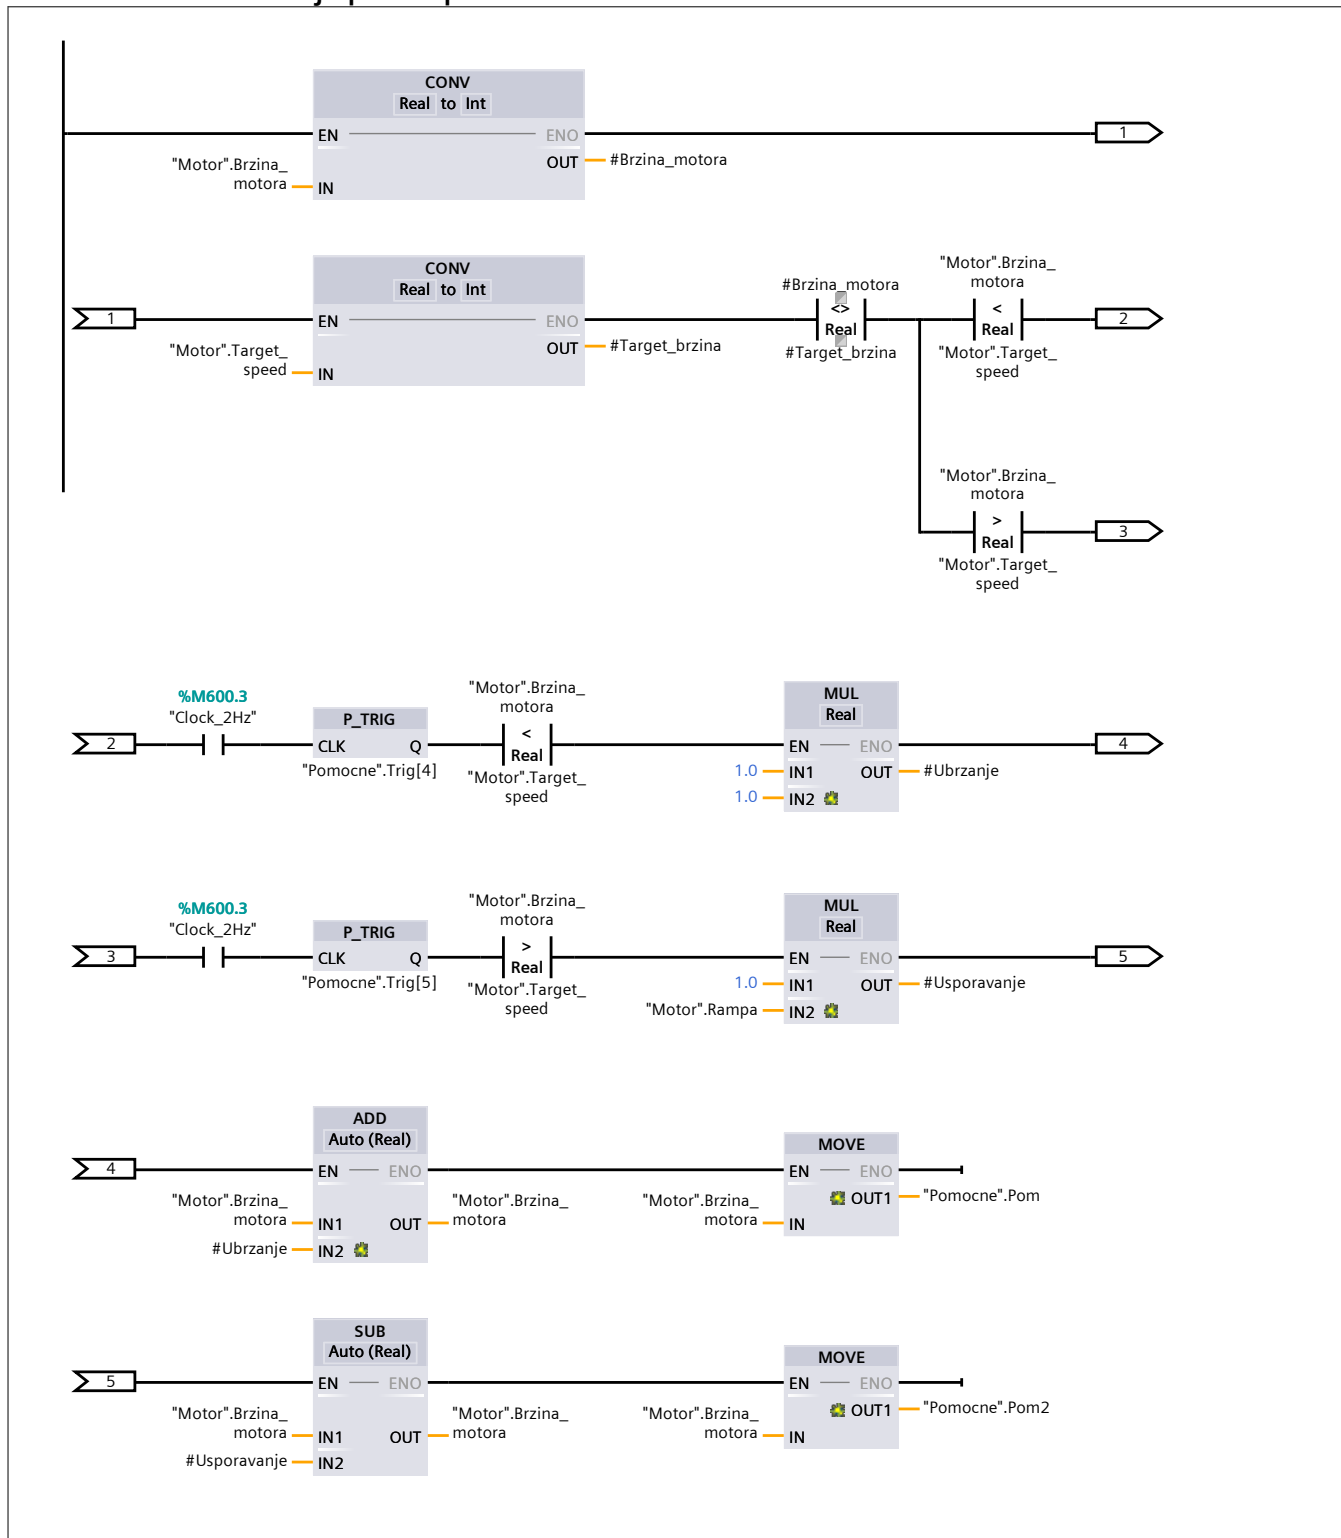 CONV
Real to Int
EN ENO
1
"Motor".Brzina_
motora
OUT
#Brzina_motora
IN
CONV
Real to Int
1
EN ENO
"Motor".Target_
speed
OUT
#Target_brzina
IN
#Brzina_motora
<>
Real
#Target_brzina
"Motor".Brzina_
motora
<
Real
"Motor".Target_
speed
2
"Motor".Brzina_
motora
>
Real
"Motor".Target_
speed
3
2
%M600.3
"Clock_2Hz"
P_TRIG
CLK Q
"Pomocne".Trig[4]
"Motor".Brzina_
motora
<
Real
"Motor".Target_
speed
MUL
Real
EN ENO
1.0 IN1 OUT #Ubrzanje
1.0 IN2
4
3
%M600.3
"Clock_2Hz"
P_TRIG
CLK Q
"Pomocne".Trig[5]
"Motor".Brzina_
motora
>
Real
"Motor".Target_
speed
MUL
Real
EN ENO
1.0 IN1 OUT #Usporavanje
"Motor".Rampa IN2
5
4
ADD
Auto (Real)
EN ENO
"Motor".Brzina_
motora
IN1 OUT
"Motor".Brzina_
motora
#Ubrzanje IN2
MOVE
EN ENO
OUT1 "Pomocne".Pom
"Motor".Brzina_
motora
IN
5
SUB
Auto (Real)
EN ENO
"Motor".Brzina_
motora
IN1 OUT
"Motor".Brzina_
motora
#Usporavanje IN2
MOVE
EN ENO
OUT1 "Pomocne".Pom2
"Motor".Brzina_
motora
IN